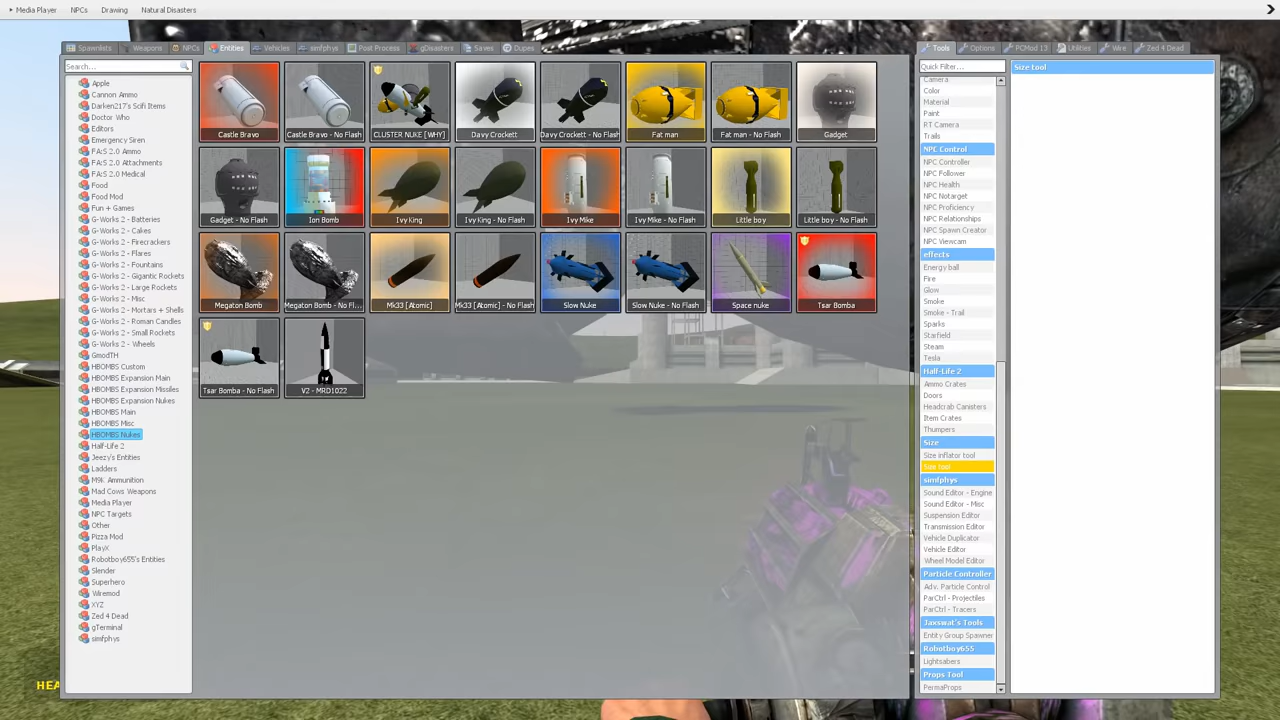 Media Player NPCs Drawing Natural Disasters
Spawnlists Weapons NPCs Entities Vehicles simfphys Post Process gDisasters Saves Dupes
Tools Options PCMod 13 Utilities Wire Zed 4 Dead
Search...
Apple
Cannon Ammo
Darken217's Scifi Items
Doctor Who
Editors
Emergency Siren
FA:S 2.0 Ammo
FA:S 2.0 Attachments
FA:S 2.0 Medical
Food
Food Mod
Fun + Games
G-Works 2 - Batteries
G-Works 2 - Cakes
G-Works 2 - Firecrackers
G-Works 2 - Flares
G-Works 2 - Fountains
G-Works 2 - Gigantic Rockets
G-Works 2 - Large Rockets
G-Works 2 - Misc
G-Works 2 - Mortars + Shells
G-Works 2 - Roman Candles
G-Works 2 - Small Rockets
G-Works 2 - Wheels
GmodTH
HBOMBS Custom
HBOMBS Expansion Main
HBOMBS Expansion Missiles
HBOMBS Expansion Nukes
HBOMBS Main
HBOMBS Misc
HBOMBS Nukes
Half-Life 2
Jeezy's Entities
Ladders
M9k Ammunition
Mad Cows Weapons
Media Player
NPC Targets
Other
Pizza Mod
PlayX
Robotboy655's Entities
Slender
Superhero
Wiremod
XYZ
Zed 4 Dead
gTerminal
simfphys
Castle Bravo
Castle Bravo - No Flash
CLUSTER NUKE [WHY]
Davy Crockett
Davy Crockett - No Flash
Fat man
Fat man - No Flash
Gadget
Gadget - No Flash
Ion Bomb
Ivy King
Ivy King - No Flash
Ivy Mike
Ivy Mike - No Flash
Little boy
Little boy - No Flash
Megaton Bomb
Megaton Bomb - No Fl...
Mk33 [Atomic]
Mk33 [Atomic] - No Flash
Slow Nuke
Slow Nuke - No Flash
Space nuke
Tsar Bomba
Tsar Bomba - No Flash
V2 - MRD1022
Quick Filter...
Camera
Color
Material
Paint
RT Camera
Trails
NPC Control
NPC Controller
NPC Follower
NPC Health
NPC Notarget
NPC Proficiency
NPC Relationships
NPC Spawn Creator
NPC Viewcam
effects
Energy ball
Fire
Glow
Smoke
Smoke - Trail
Sparks
Starfield
Steam
Tesla
Half-Life 2
Ammo Crates
Doors
Headcrab Canisters
Item Crates
Thumpers
Size
Size inflator tool
Size tool
simfphys
Sound Editor - Engine
Sound Editor - Misc
Suspension Editor
Transmission Editor
Vehicle Duplicator
Vehicle Editor
Wheel Model Editor
Particle Controller
Adv. Particle Control
ParCtrl - Projectiles
ParCtrl - Tracers
Jaxswat's Tools
Entity Group Spawner
Robotboy655
Lightsabers
Props Tool
PermaProps
Size tool
HEA